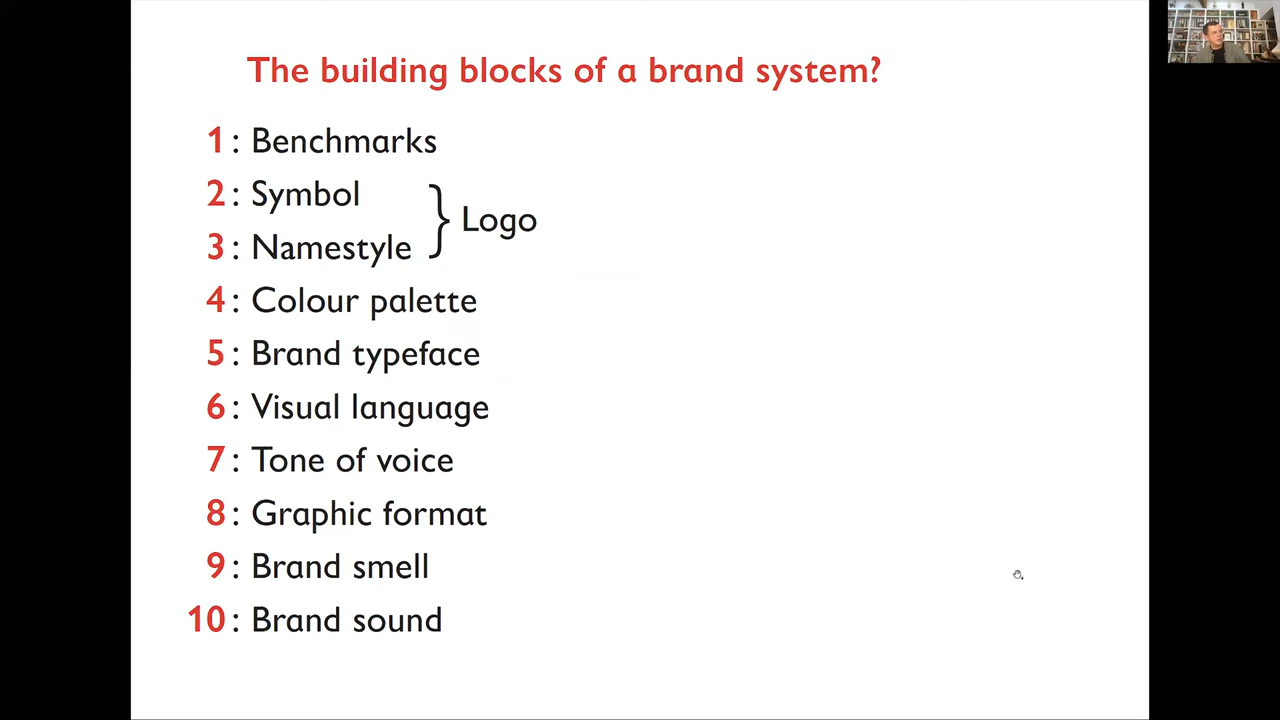 The building blocks of a brand system?
1: Benchmarks
2: Symbol
3: Namestyle
} Logo
4: Colour palette
5: Brand typeface
6: Visual language
7: Tone of voice
8: Graphic format
9: Brand smell
10: Brand sound